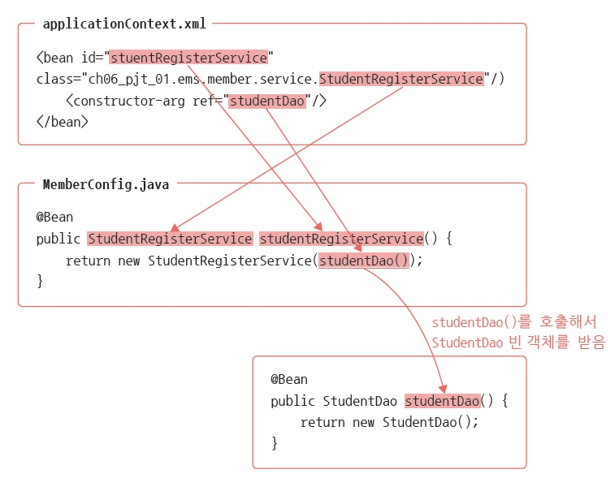 applicationContext.xml
<bean id="stuentRegisterService"
class="ch06_pjt_01.ems.member.service.StudentRegisterService"/)
<constructor-arg ref="studentDao"/>
</bean>
MemberConfig.java
@Bean
public StudentRegisterService studentRegisterService() {
return new StudentRegisterService(studentDao());
}
studentDao()를 호출해서
StudentDao 빈 객체를 받음
@Bean
public StudentDao studentDao() {
return new StudentDao();
}